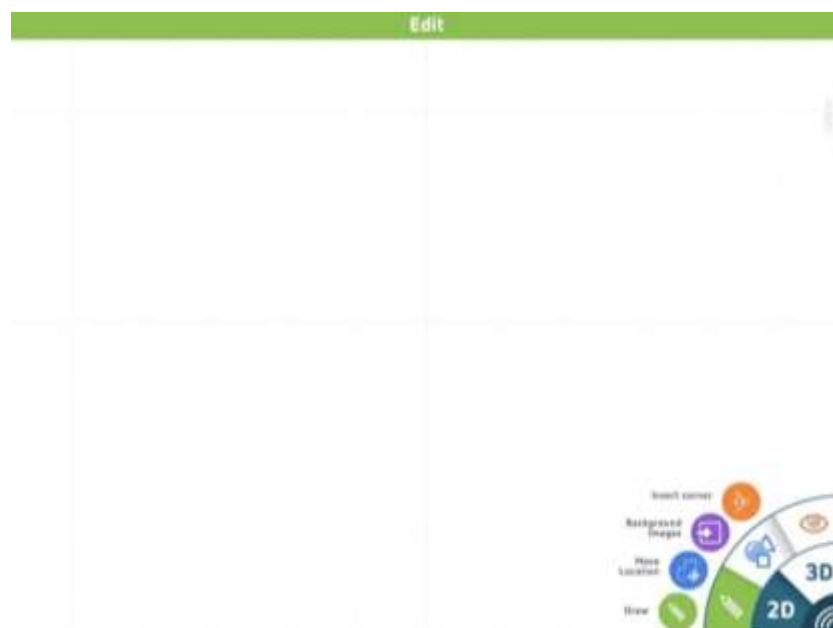 Edit
Insert corner
Background
Images
Move
Location
Draw
3D
2D